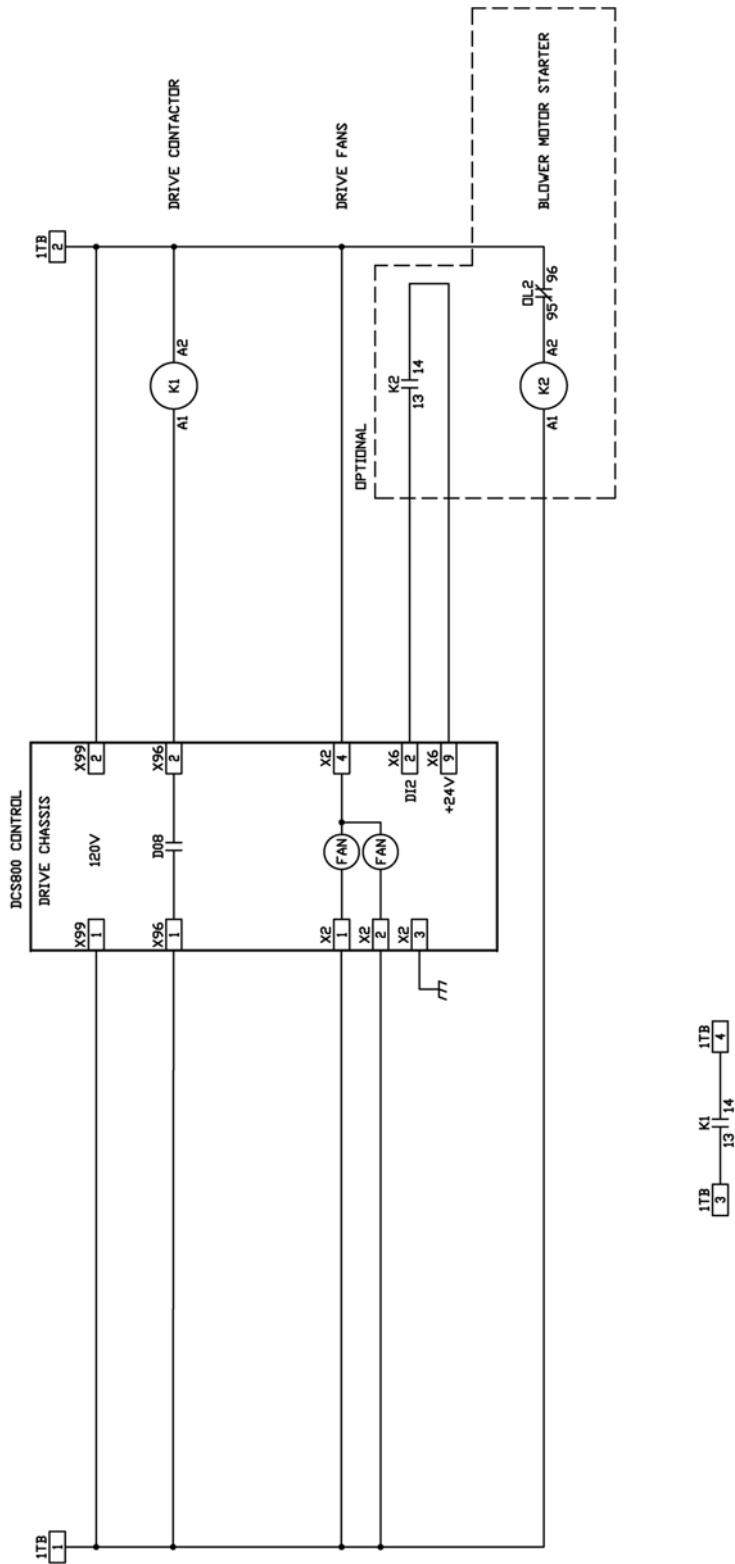 DCS800 CONTROL
DRIVE CHASSIS
1TB
1
1TB
2
X99
1
120V
X99
2
X96
1
DO8
X96
2
A1
K1
A2
DRIVE CONTACTOR
X2
1
FAN
X2
4
DRIVE FANS
X2
2
FAN
OPTIONAL
X2
3
DI2
X6
2
K2
13
14
+24V
X6
9
A1
K2
A2
OL2
95
96
BLOWER MOTOR STARTER
1TB
3
K1
13
14
1TB
4